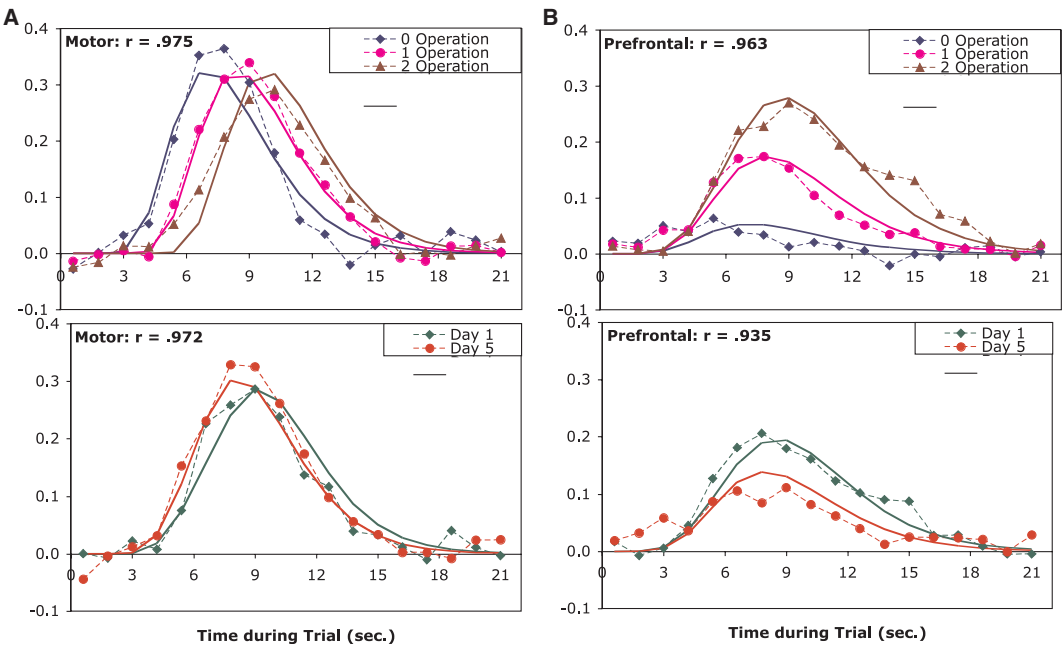 A
0.4
Motor: r = .975
0 Operation
1 Operation
2 Operation
0.3
0.2
0.1
0.0
0 3 6 9 12 15 18 21
-0.1
0.4
Motor: r = .972
Day 1
Day 5
0.3
0.2
0.1
0.0
0 3 6 9 12 15 18 21
-0.1
Time during Trial (sec.)
B
0.4
Prefrontal: r = .963
0 Operation
1 Operation
2 Operation
0.3
0.2
0.1
0.0
0 3 6 9 12 15 18 21
-0.1
0.4
Prefrontal: r = .935
Day 1
Day 5
0.3
0.2
0.1
0.0
0 3 6 9 12 15 18 21
-0.1
Time during Trial (sec.)